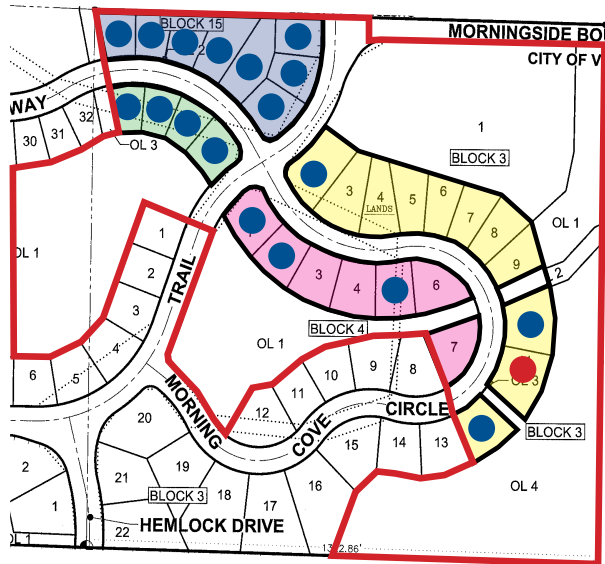 BLOCK 15
2
MORNINGSIDE BO
CITY OF V
WAY
30
31
32
OL 3
1
BLOCK 3
3
4
LANDS
5
6
7
8
9
OL 1
2
OL 1
1
2
3
4
5
6
TRAIL
3
4
6
7
BLOCK 4
OL 1
8
9
10
11
12
MORNING
COVE
CIRCLE
OL 3
BLOCK 3
13
14
15
16
17
18
19
20
21
22
BLOCK 3
OL 4
2
1
OL 1
HEMLOCK DRIVE